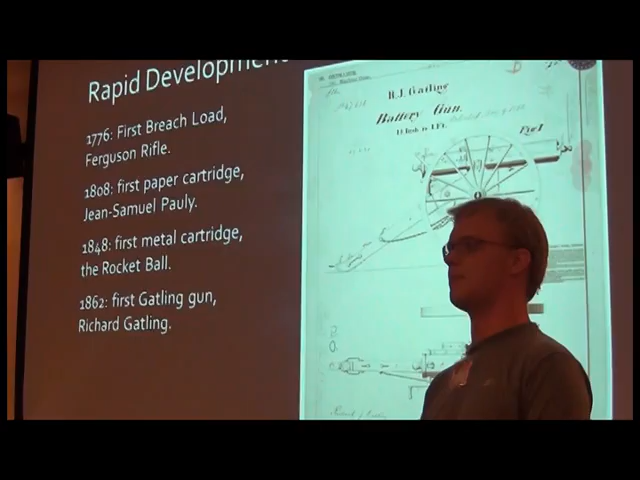 Rapid Development
1776: First Breach Load,
Ferguson Rifle.
1808: first paper cartridge,
Jean-Samuel Pauly.
1848: first metal cartridge,
the Rocket Ball.
1862: first Gatling gun,
Richard Gatling.
R.J. Gatling
Battery Gun.
Fig.1